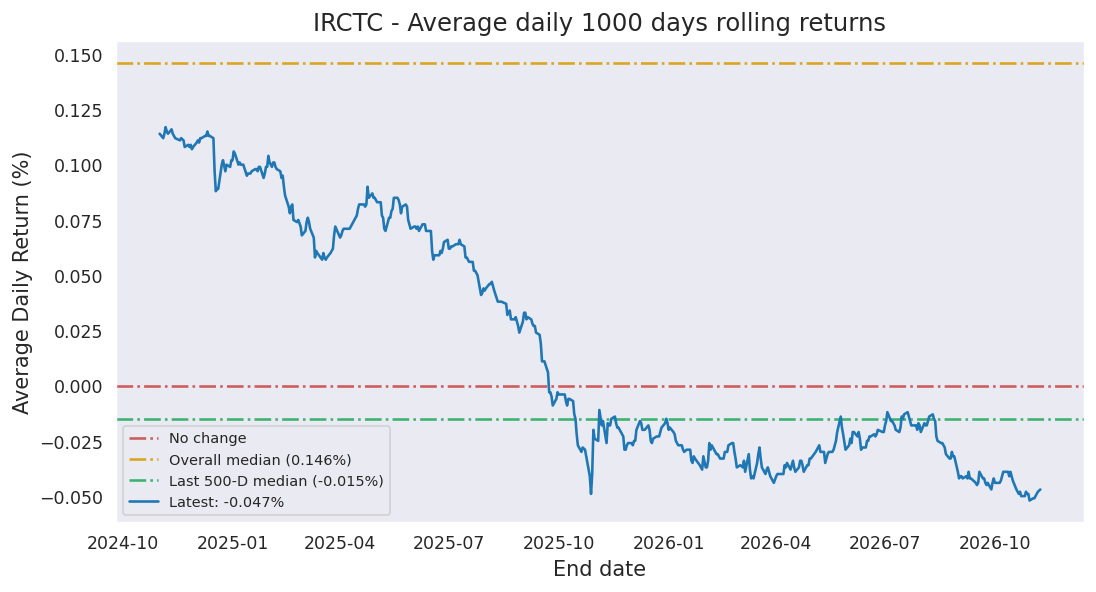 IRCTC - Average daily 1000 days rolling returns
Average Daily Return (%)
0.150
0.125
0.100
0.075
0.050
0.025
0.000
−0.025
−0.050
No change
Overall median (0.146%)
Last 500-D median (-0.015%)
Latest: -0.047%
2024-10 2025-01 2025-04 2025-07 2025-10 2026-01 2026-04 2026-07 2026-10
End date